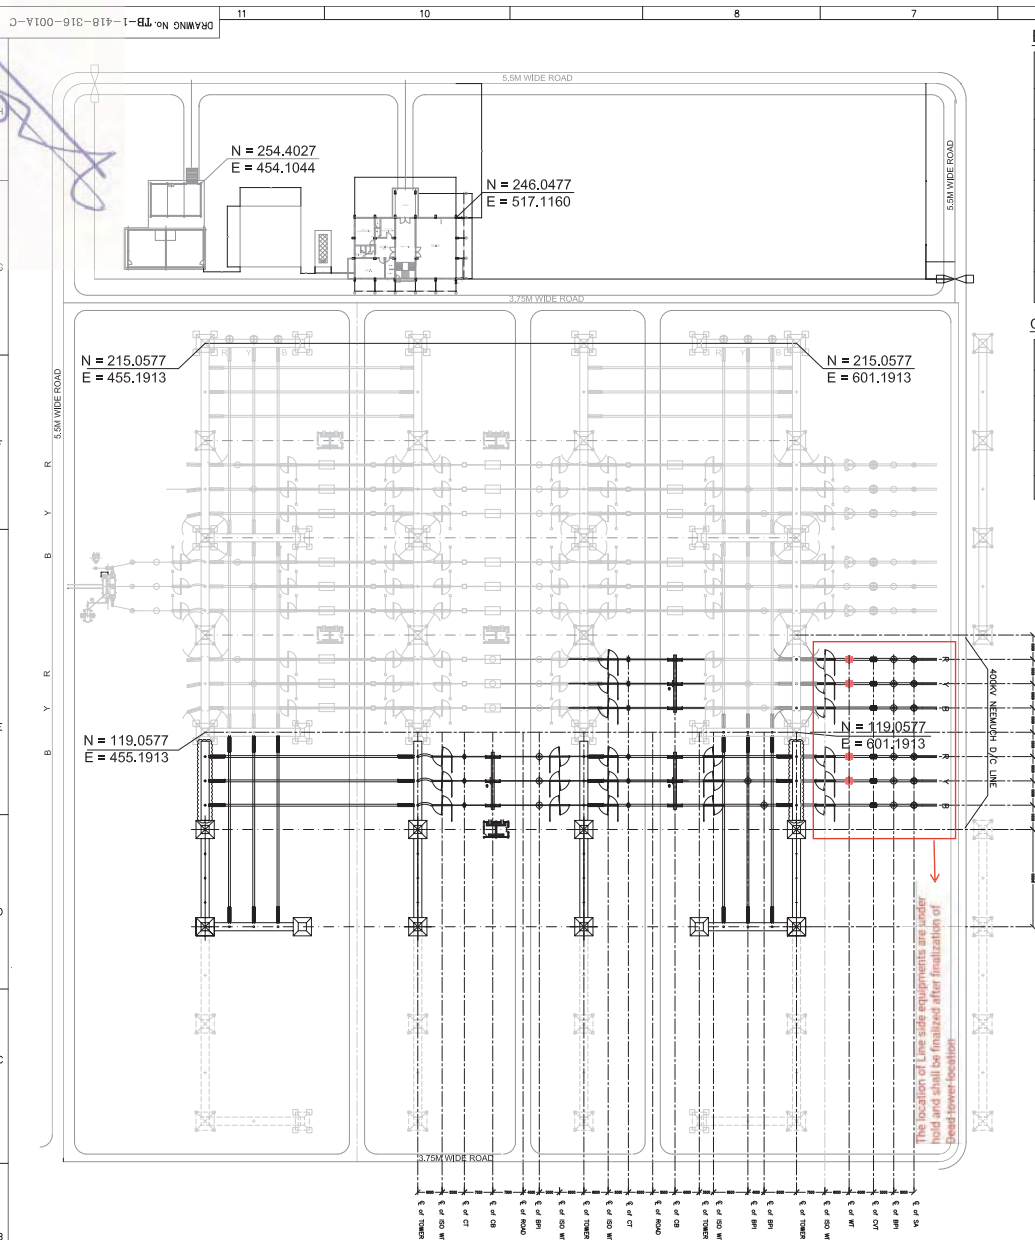 DRAWING No. TB-1-418-316-001A-C
11
10
8
7
5.5M WIDE ROAD
N = 254.4027
E = 454.1044
N = 246.0477
E = 517.1160
5.5M WIDE ROAD
3.75M WIDE ROAD
N = 215.0577
E = 455.1913
N = 215.0577
E = 601.1913
5.5M WIDE ROAD
R
Y
B
R
Y
B
R
Y
B
R
Y
B
N = 119.0577
E = 455.1913
N = 119.0577
E = 601.1913
R
Y
B
R
Y
B
400KV NEEMUCH D/C LINE
The location of Line side equipments are under
hold and shall be finalized after finalization of
Dead tower location
3.75M WIDE ROAD
℄ of TOWER
℄ of ISO
℄ of CT
℄ of CB
℄ of ROAD
℄ of BPI
℄ of ISO
℄ of TOWER
℄ of ISO
℄ of CT
℄ of ROAD
℄ of CB
℄ of TOWER
℄ of ISO
℄ of BPI
℄ of BPI
℄ of TOWER
℄ of ISO
℄ of WT
℄ of CVT
℄ of BPI
℄ of SA